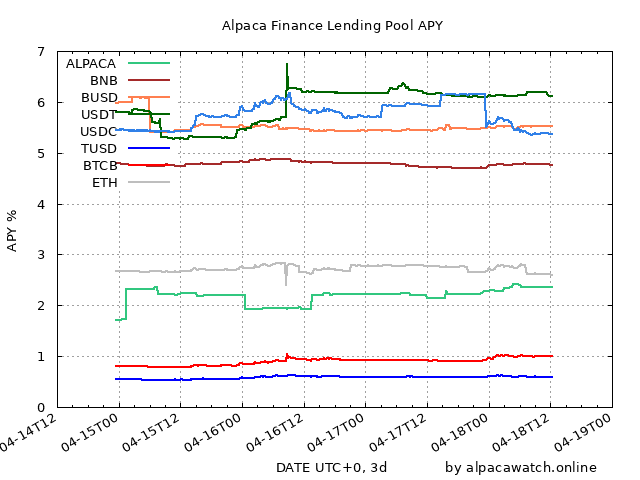 Alpaca Finance Lending Pool APY
7
6
5
4
3
2
1
0
APY %
ALPACA
BNB
BUSD
USDT
USDC
TUSD
BTCB
ETH
04-14T12
04-15T00
04-15T12
04-16T00
04-16T12
04-17T00
04-17T12
04-18T00
04-18T12
04-19T00
DATE UTC+0, 3d
by alpacawatch.online